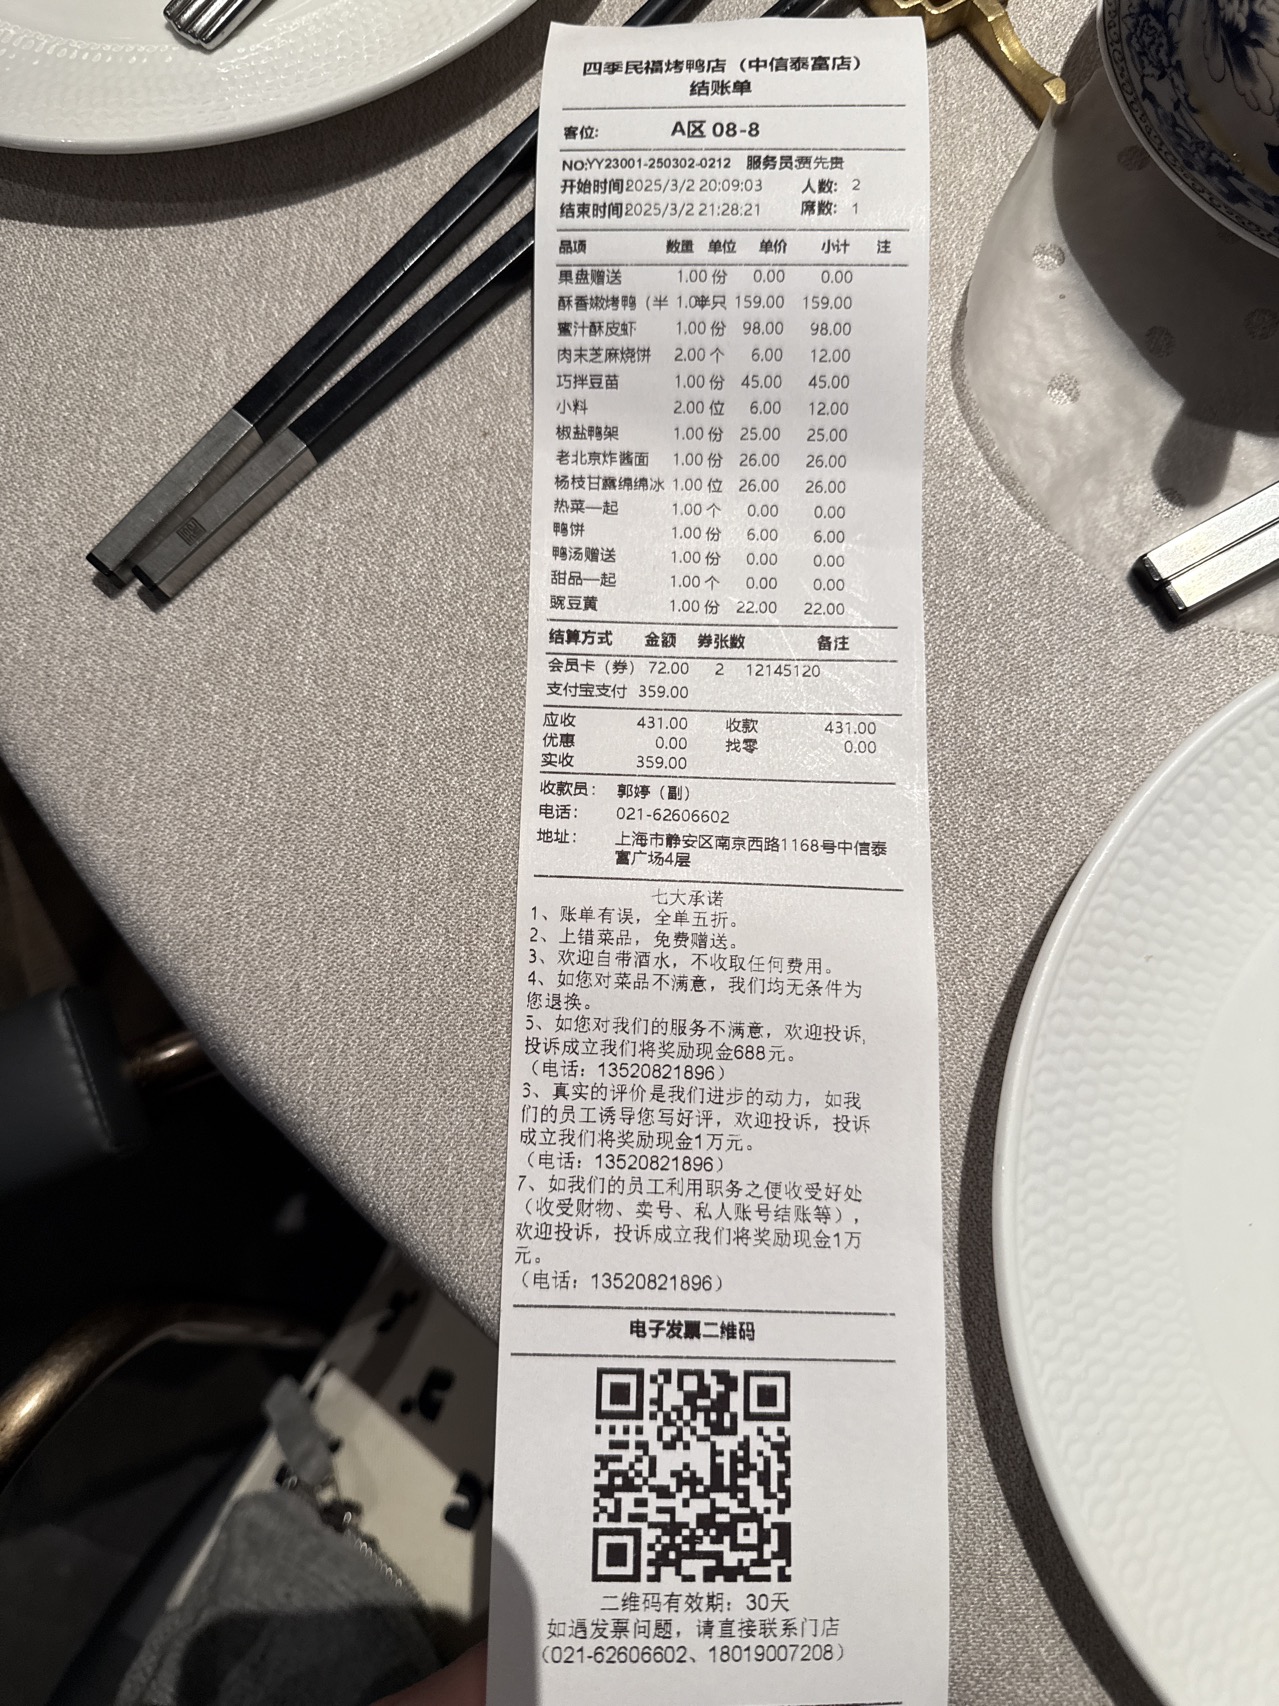 四季民福烤鸭店（中信泰富店）
结账单
客位: A区 08-8
NO:YY23001-250302-0212 服务员:贾先贵
开始时间2025/3/2 20:09:03 人数: 2
结束时间2025/3/2 21:28:21 席数: 1
品项 数量 单位 单价 小计 注
果盘赠送 1.00 份 0.00 0.00
酥香嫩烤鸭（半 1.00半只 159.00 159.00
蜜汁酥皮虾 1.00 份 98.00 98.00
肉末芝麻烧饼 2.00 个 6.00 12.00
巧拌豆苗 1.00 份 45.00 45.00
小料 2.00 位 6.00 12.00
椒盐鸭架 1.00 份 25.00 25.00
老北京炸酱面 1.00 份 26.00 26.00
杨枝甘露绵绵冰 1.00 位 26.00 26.00
热菜一起 1.00 个 0.00 0.00
鸭饼 1.00 份 6.00 6.00
鸭汤赠送 1.00 份 0.00 0.00
甜品一起 1.00 个 0.00 0.00
豌豆黄 1.00 份 22.00 22.00
结算方式 金额 券张数 备注
会员卡（券） 72.00 2 12145120
支付宝支付 359.00
应收 431.00 收款 431.00
优惠 0.00 找零 0.00
实收 359.00
收款员: 郭婷（副）
电话: 021-62606602
地址: 上海市静安区南京西路1168号中信泰
富广场4层
七大承诺
1、账单有误，全单五折。
2、上错菜品，免费赠送。
3、欢迎自带酒水，不收取任何费用。
4、如您对菜品不满意，我们均无条件为
您退换。
5、如您对我们的服务不满意，欢迎投诉,
投诉成立我们将奖励现金688元。
（电话：13520821896）
3、真实的评价是我们进步的动力，如我
们的员工诱导您写好评，欢迎投诉，投诉
成立我们将奖励现金1万元。
（电话：13520821896）
7、如我们的员工利用职务之便收受好处
（收受财物、卖号、私人账号结账等），
欢迎投诉，投诉成立我们将奖励现金1万
元。
（电话：13520821896）
电子发票二维码
二维码有效期：30天
如遇发票问题，请直接联系门店
（021-62606602、18019007208）